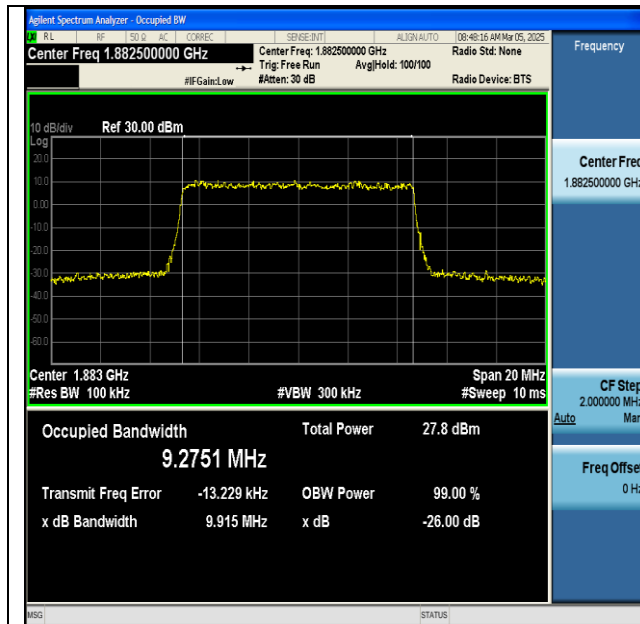 Agilent Spectrum Analyzer - Occupied BW
RL RF 50 Ω AC CORREC SENSE:INT ALIGN AUTO 08:48:16 AM Mar 05, 2025
Center Freq 1.882500000 GHz
Center Freq: 1.882500000 GHz
Radio Std: None
Trig: Free Run Avg|Hold: 100/100
#IFGain:Low #Atten: 30 dB Radio Device: BTS
Frequency
10 dB/div Ref 30.00 dBm
Log
20.0
10.0
0.00
-10.0
-20.0
-30.0
-40.0
-50.0
-60.0
Center 1.883 GHz Span 20 MHz
#Res BW 100 kHz #VBW 300 kHz #Sweep 10 ms
Occupied Bandwidth Total Power 27.8 dBm
9.2751 MHz
Transmit Freq Error -13.229 kHz OBW Power 99.00 %
x dB Bandwidth 9.915 MHz x dB -26.00 dB
Center Freq
1.882500000 GHz
CF Step
2.000000 MHz
Auto Man
Freq Offset
0 Hz
MSG STATUS